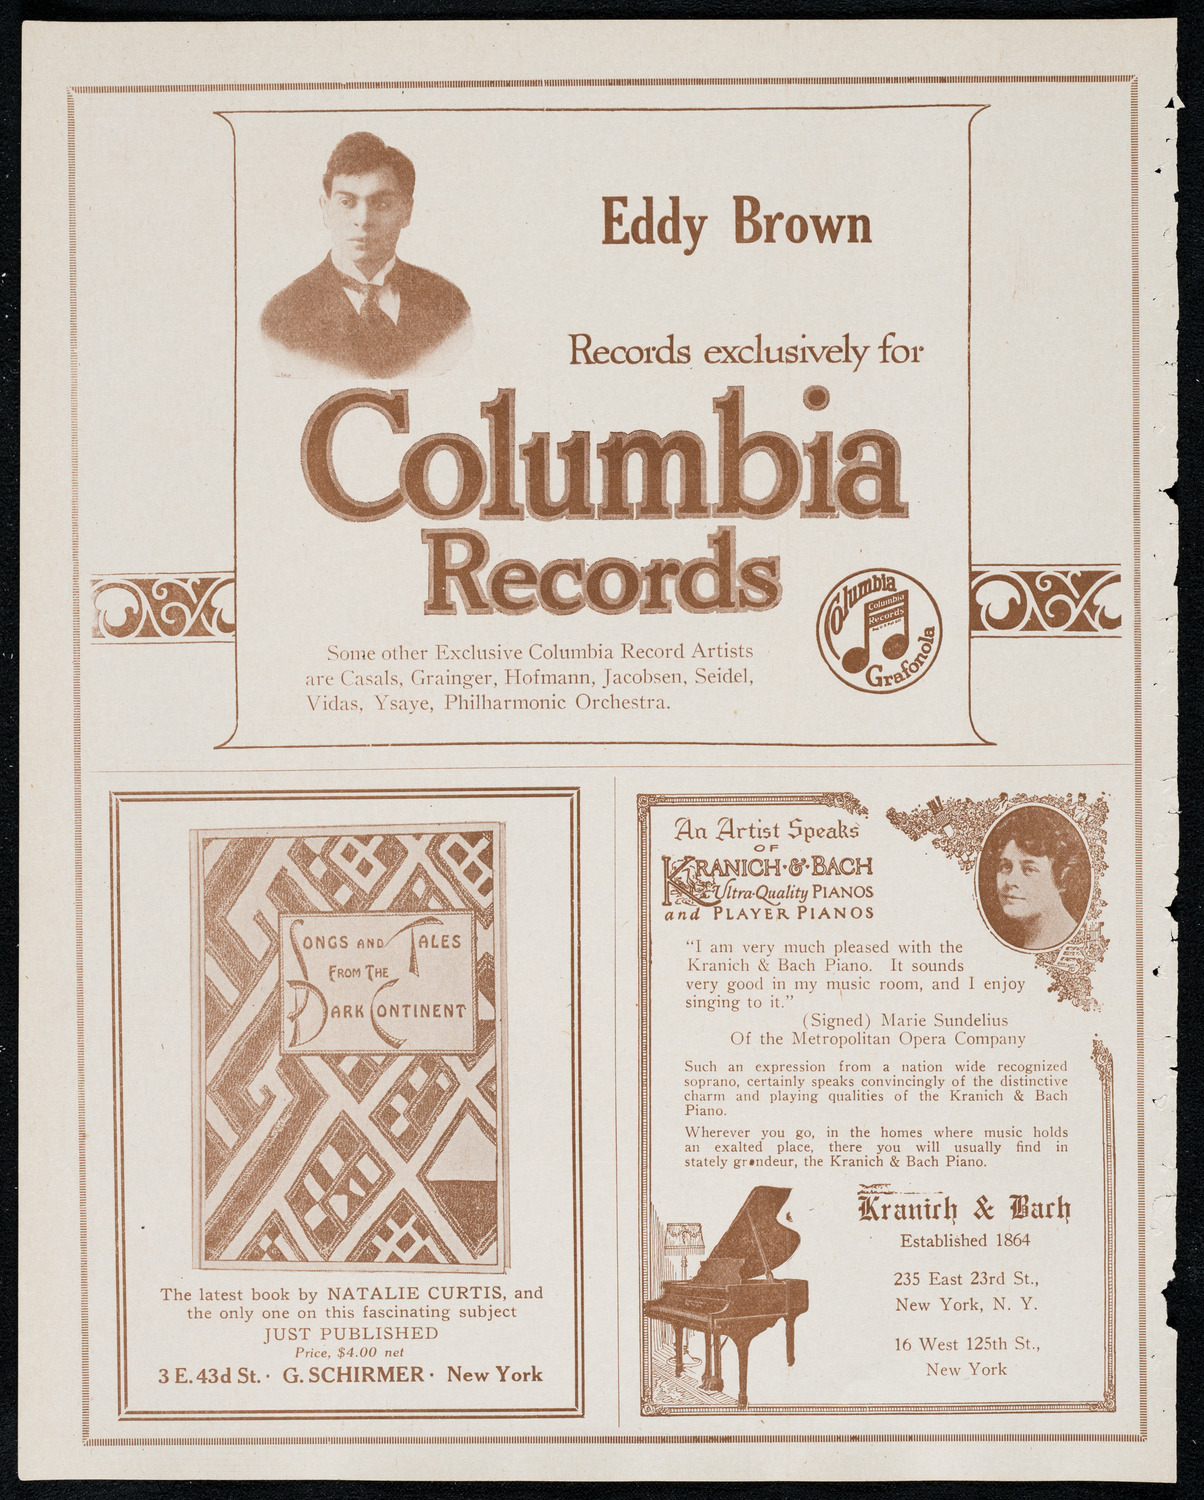 Eddy Brown
Records exclusively for
Columbia
Records
Columbia
Columbia
Records
Grafonola
Some other Exclusive Columbia Record Artists
are Casals, Grainger, Hofmann, Jacobsen, Seidel,
Vidas, Ysaye, Philharmonic Orchestra.
SONGS AND TALES
FROM THE
DARK CONTINENT
The latest book by NATALIE CURTIS, and
the only one on this fascinating subject
JUST PUBLISHED
Price, $4.00 net
3 E. 43d St. · G. SCHIRMER · New York
An Artist Speaks
OF
KRANICH·&·BACH
Ultra-Quality PIANOS
and PLAYER PIANOS
“I am very much pleased with the
Kranich & Bach Piano. It sounds
very good in my music room, and I enjoy
singing to it.”
(Signed) Marie Sundelius
Of the Metropolitan Opera Company
Such an expression from a nation wide recognized
soprano, certainly speaks convincingly of the distinctive
charm and playing qualities of the Kranich & Bach
Piano.
Wherever you go, in the homes where music holds
an exalted place, there you will usually find in
stately grandeur, the Kranich & Bach Piano.
Kranich & Bach
Established 1864
235 East 23rd St.,
New York, N. Y.
16 West 125th St.,
New York